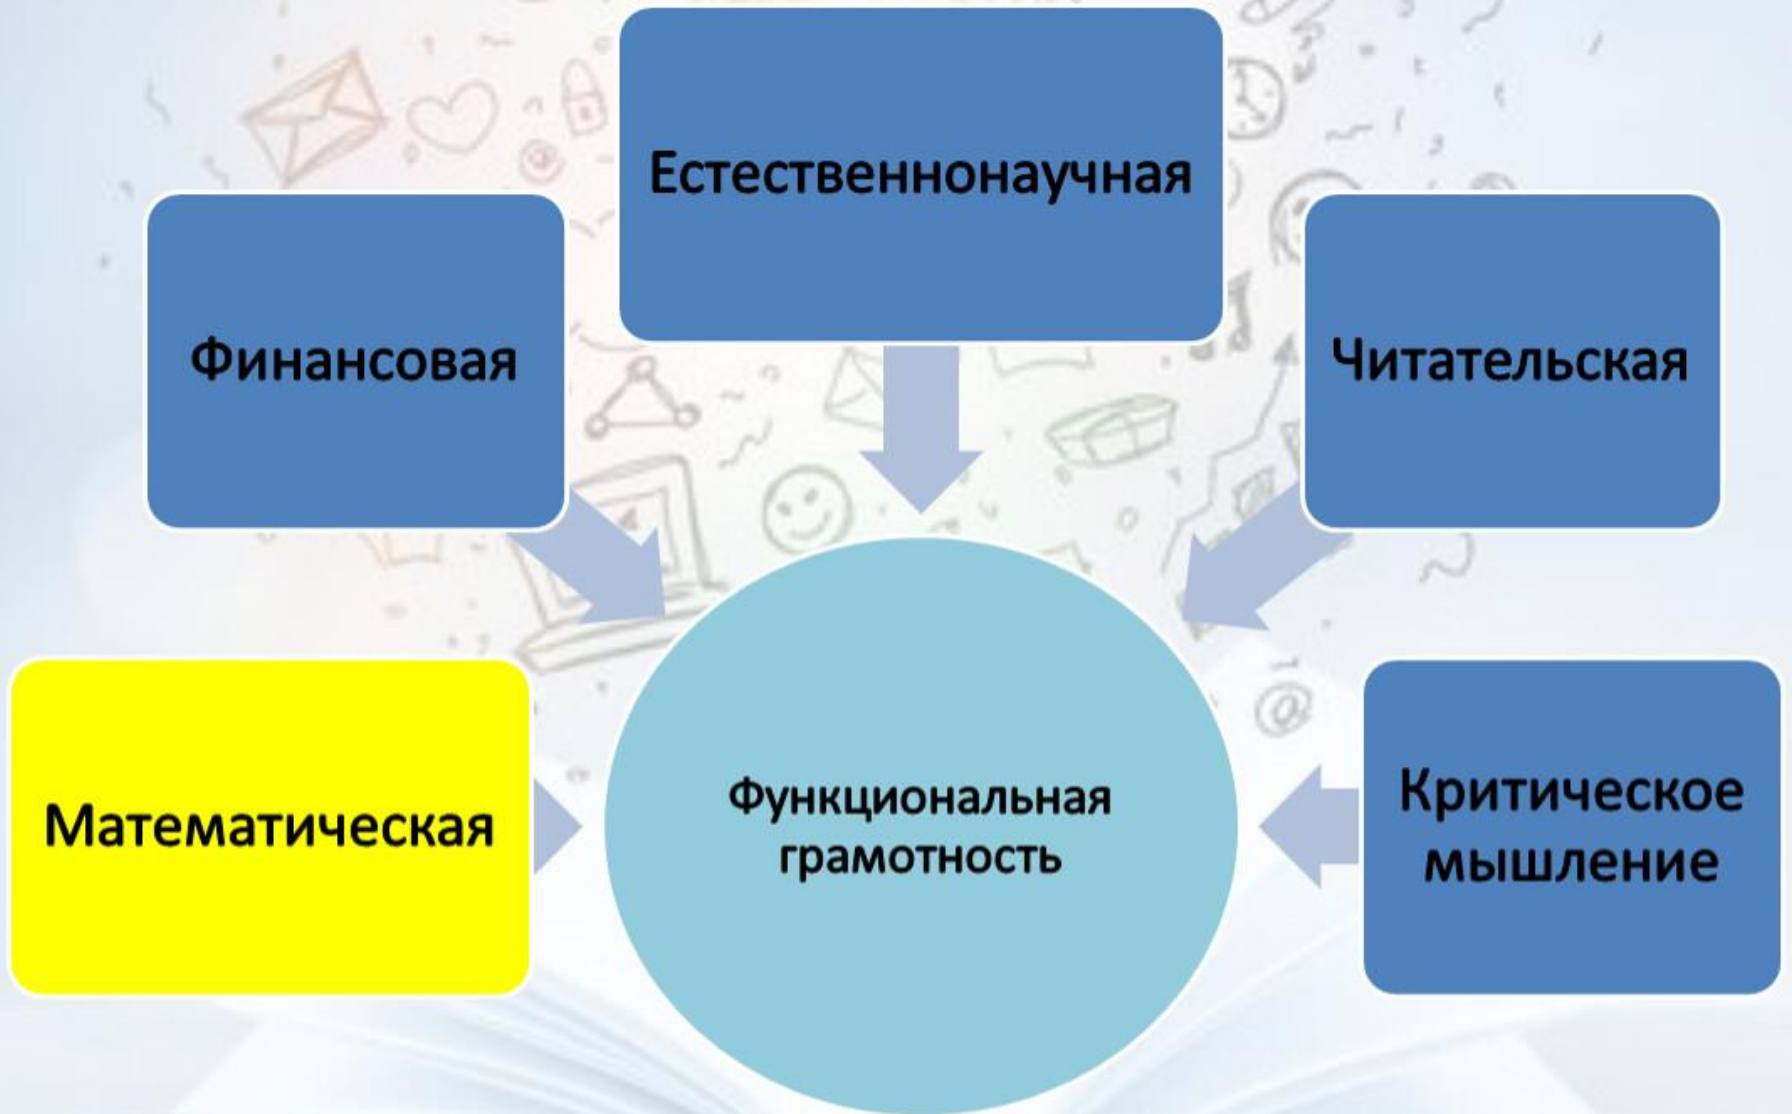 Естественнонаучная
Финансовая
Читательская
Математическая
Функциональная
грамотность
Критическое
мышление